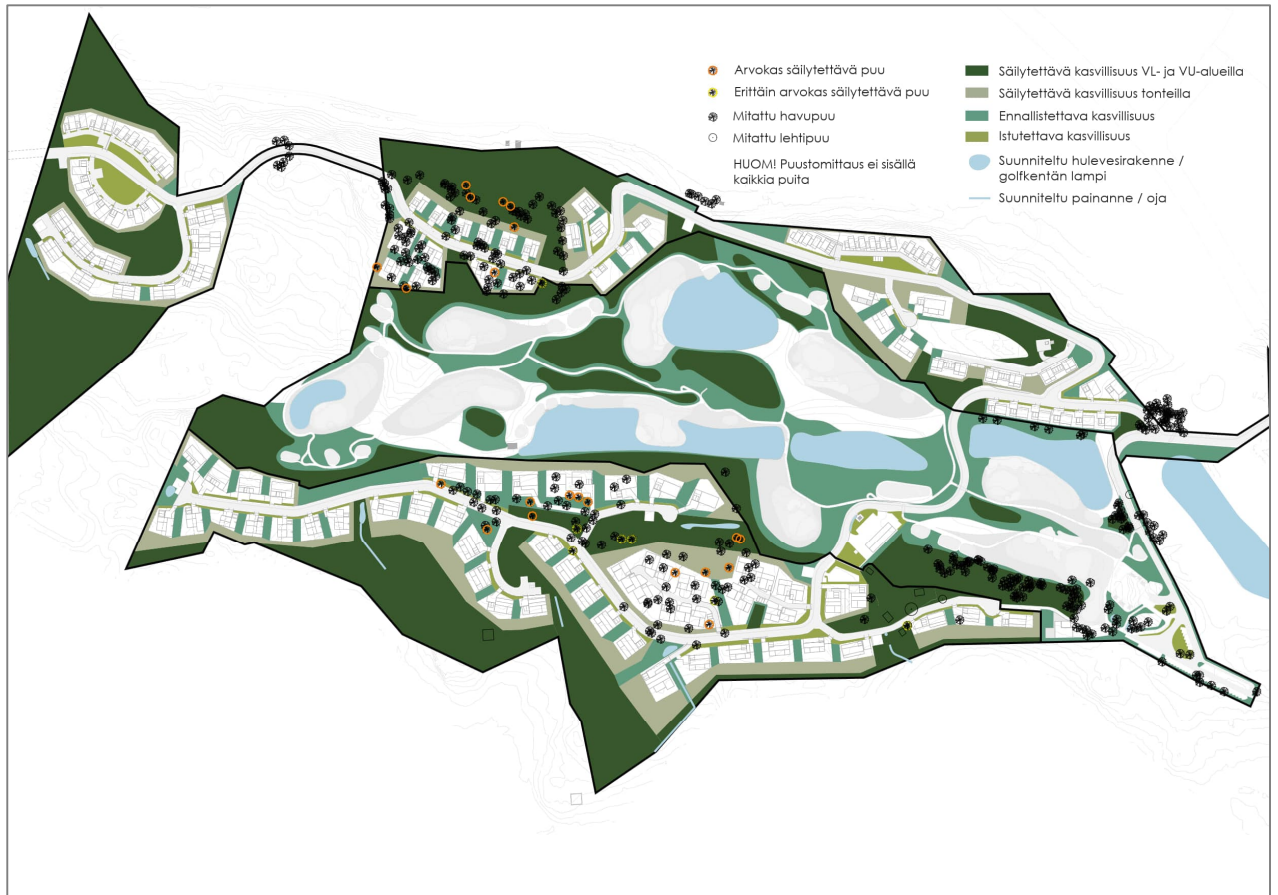 Arvokas säilytettävä puu
Erittäin arvokas säilytettävä puu
Mitattu havupuu
Mitattu lehtipuu
HUOM! Puustomittaus ei sisällä
kaikkia puita
Säilytettävä kasvillisuus VL- ja VU-alueilla
Säilytettävä kasvillisuus tonteilla
Ennallistettava kasvillisuus
Istutettava kasvillisuus
Suunniteltu hulevesirakenne /
golfkentän lampi
Suunniteltu painanne / oja